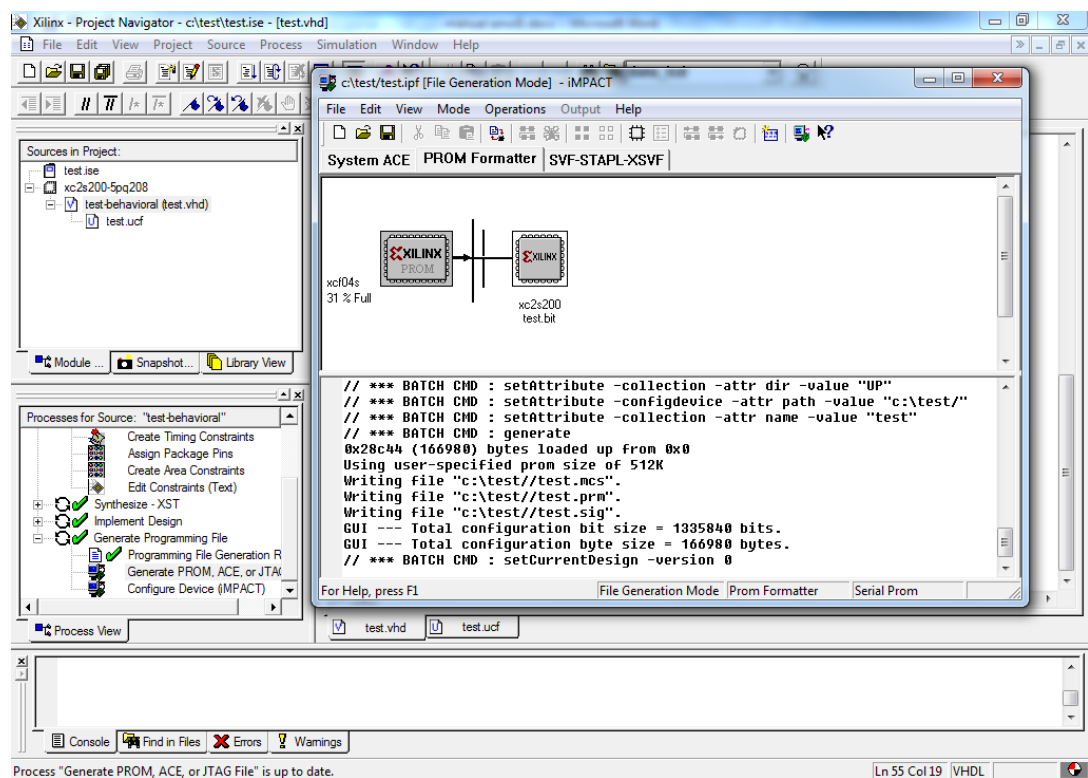 Xilinx - Project Navigator - c:\test\test.ise - [test.vhd]
File Edit View Project Source Process Simulation Window Help
c:\test/test.ipf [File Generation Mode] - iMPACT
File Edit View Mode Operations Output Help
System ACE PROM Formatter SVF-STAPL-XSVF
Sources in Project:
test.ise
xc2s200-5pq208
test-behavioral (test.vhd)
test.ucf
Module ... Snapshot... Library View
XILINX
PROM
XILINX
xcf04s
31 % Full
xc2s200
test.bit
Processes for Source: "test-behavioral"
Create Timing Constraints
Assign Package Pins
Create Area Constraints
Edit Constraints (Text)
Synthesize - XST
Implement Design
Generate Programming File
Programming File Generation R
Generate PROM, ACE, or JTAG
Configure Device (iMPACT)
Process View
// *** BATCH CMD : setAttribute -collection -attr dir -value "UP"
// *** BATCH CMD : setAttribute -configdevice -attr path -value "c:\test/"
// *** BATCH CMD : setAttribute -collection -attr name -value "test"
// *** BATCH CMD : generate
0x28c44 (166980) bytes loaded up from 0x0
Using user-specified prom size of 512K
Writing file "c:\test//test.mcs".
Writing file "c:\test//test.prm".
Writing file "c:\test//test.sig".
GUI --- Total configuration bit size = 1335840 bits.
GUI --- Total configuration byte size = 166980 bytes.
// *** BATCH CMD : setCurrentDesign -version 0
For Help, press F1 File Generation Mode Prom Formatter Serial Prom
test.vhd test.ucf
Console Find in Files Errors Warnings
Process "Generate PROM, ACE, or JTAG File" is up to date. Ln 55 Col 19 VHDL